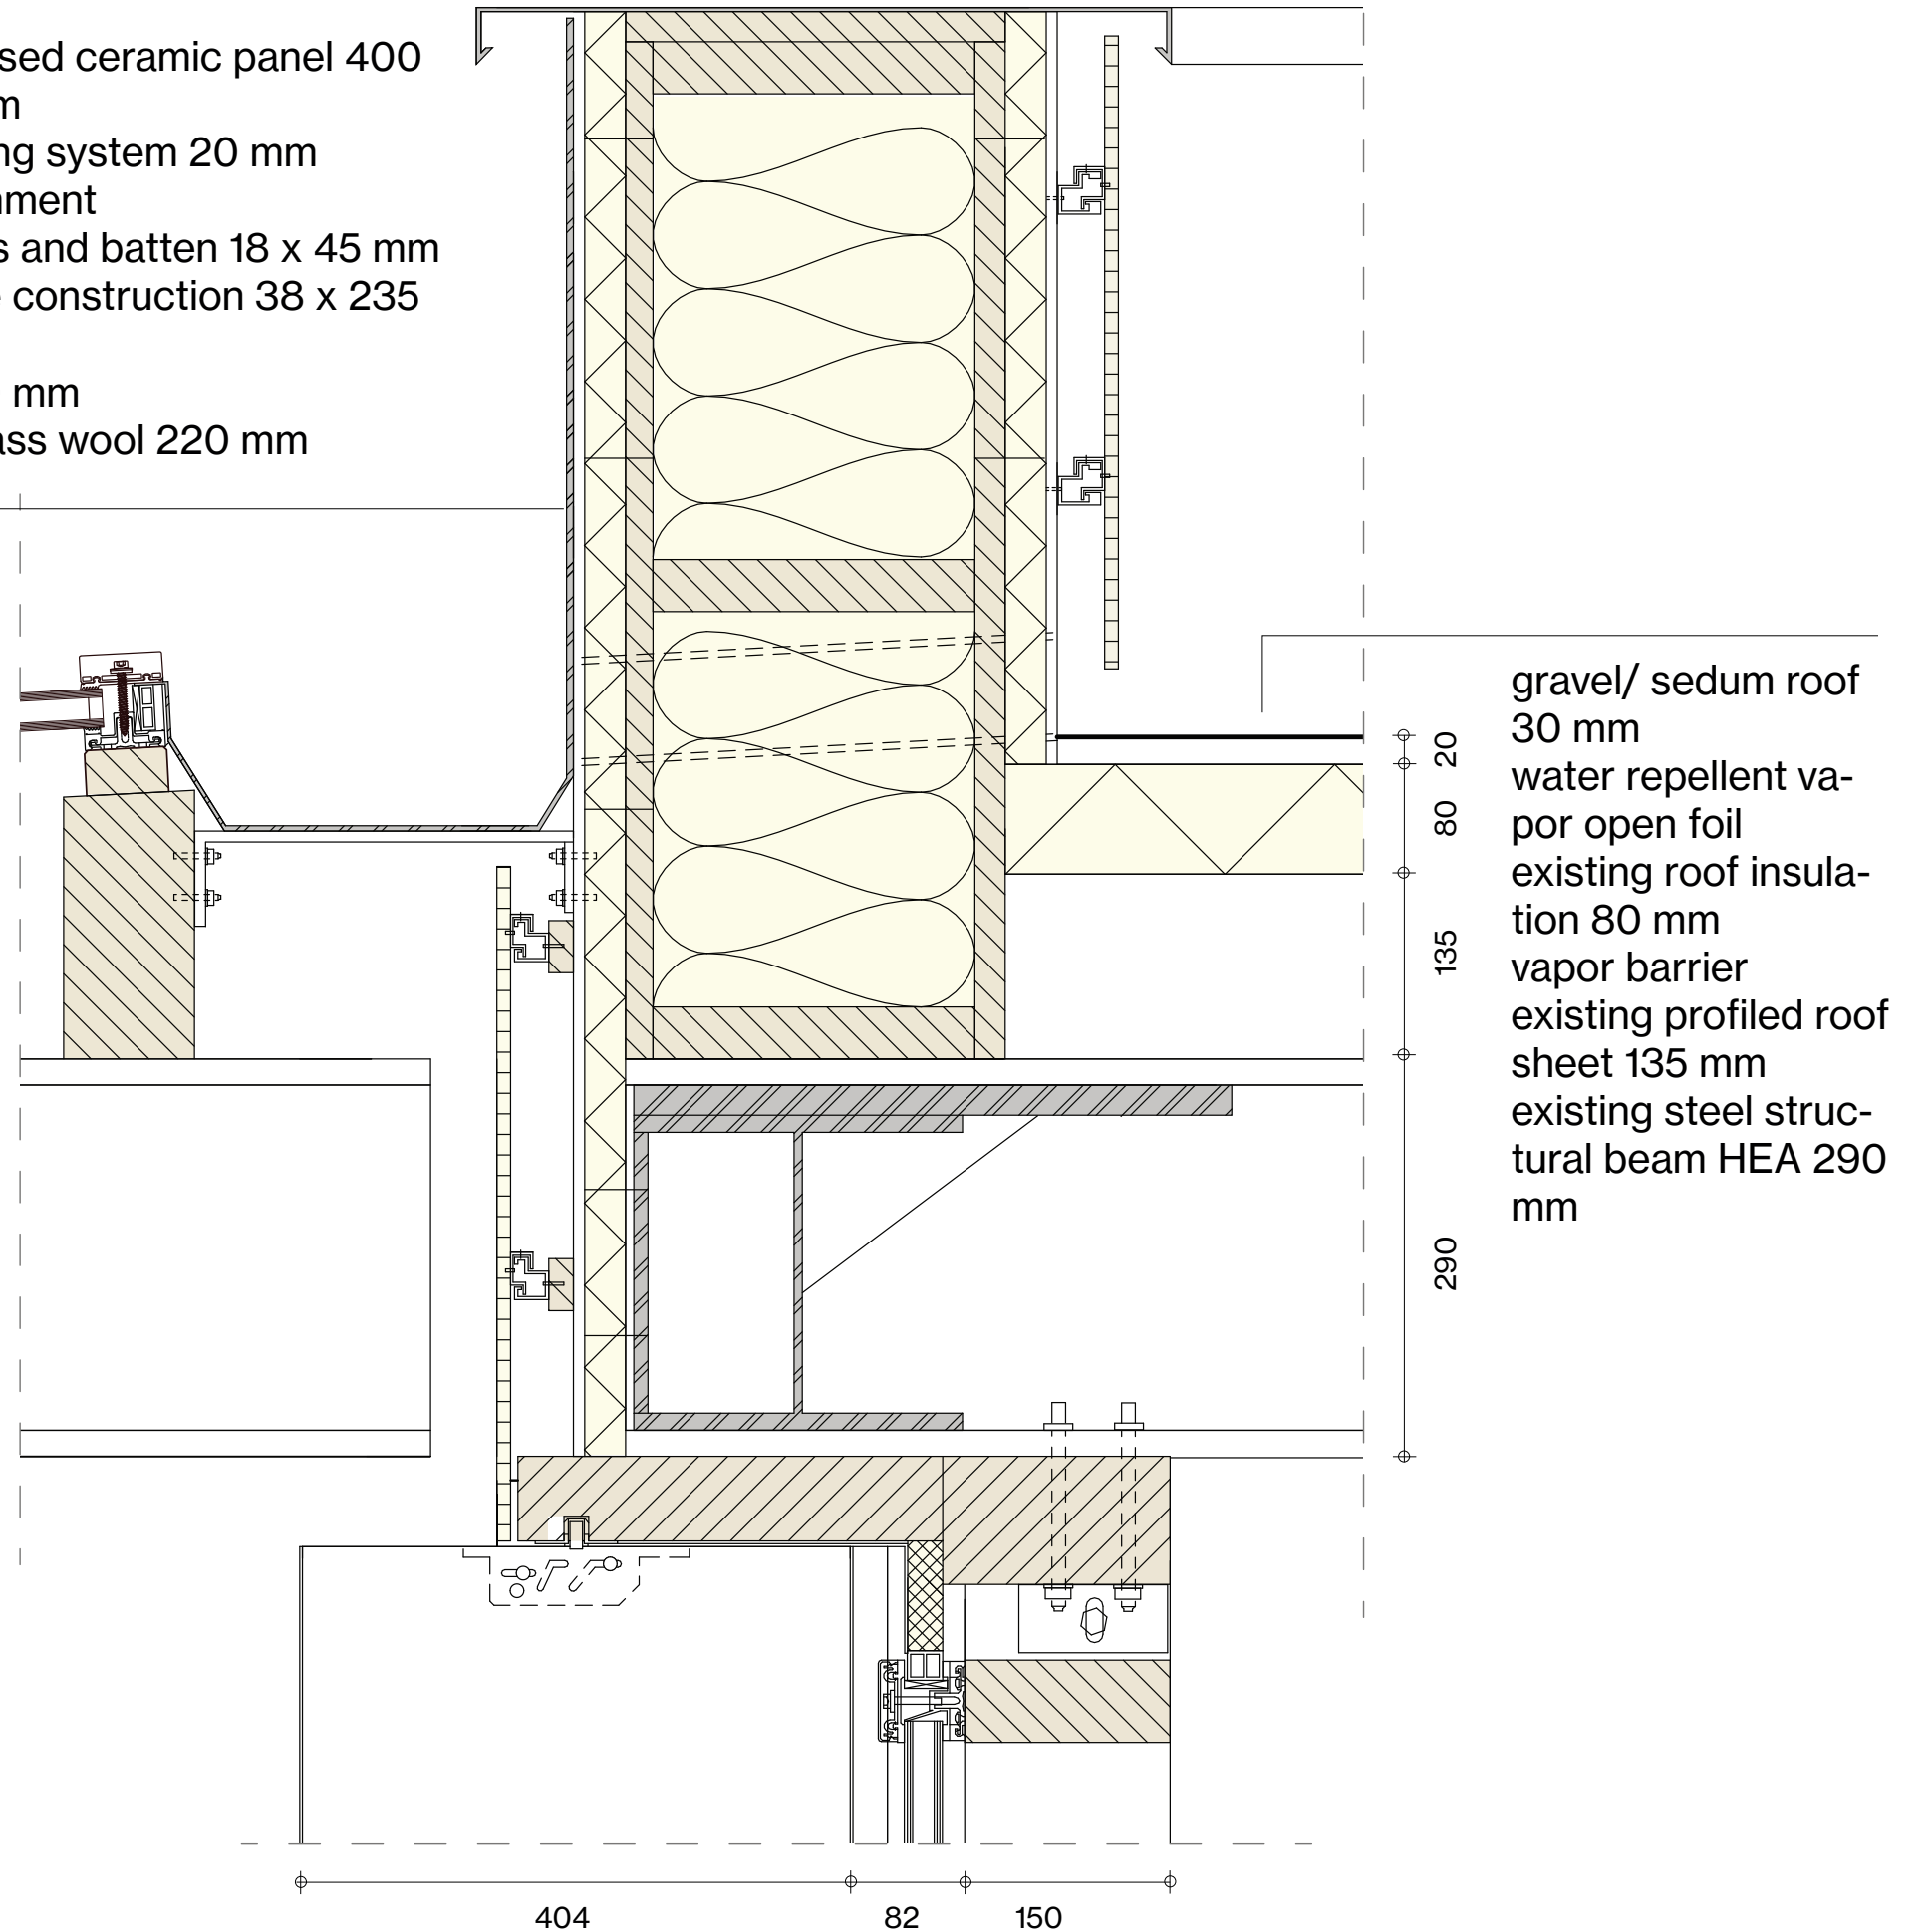 sed ceramic panel 400
m
ng system 20 mm
ment
s and batten 18 x 45 mm
construction 38 x 235
mm
ass wool 220 mm
gravel/ sedum roof
30 mm
water repellent va-
por open foil
existing roof insula-
tion 80 mm
vapor barrier
existing profiled roof
sheet 135 mm
existing steel struc-
tural beam HEA 290
mm
20
80
135
290
404
82
150